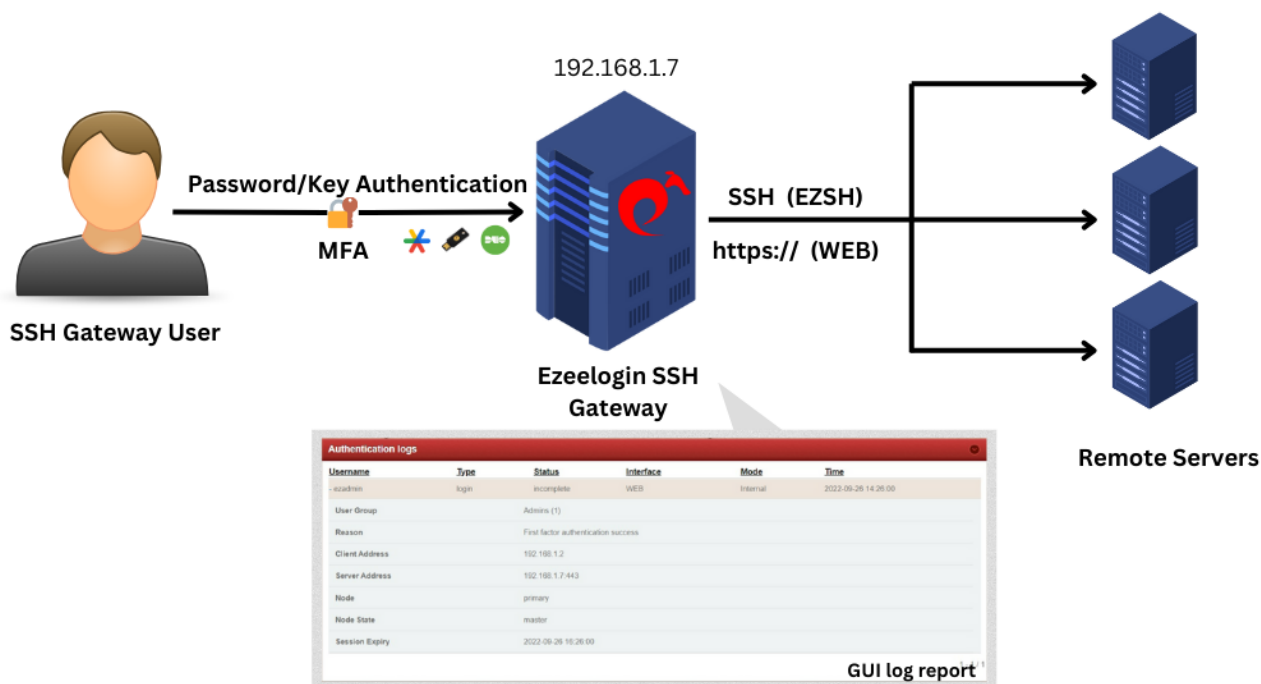 192.168.1.7
Password/Key Authentication
MFA
SSH (EZSH)
https:// (WEB)
SSH Gateway User
Ezeelogin SSH
Gateway
Remote Servers
Authentication logs
Username Type Status Interface Mode Time
- ezadmin login incomplete WEB Internal 2022-09-26 14:26:00
User Group Admins (1)
Reason First factor authentication success
Client Address 192.168.1.2
Server Address 192.168.1.7:443
Node primary
Node State master
Session Expiry 2022-09-26 16:26:00
GUI log report